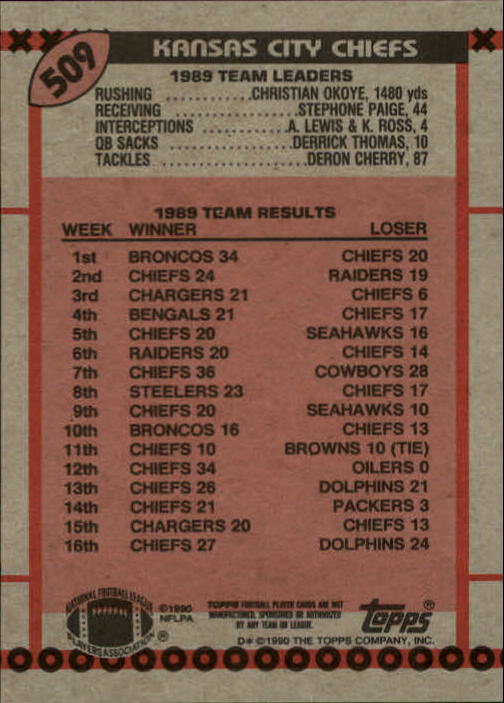 509
KANSAS CITY CHIEFS
1989 TEAM LEADERS
RUSHING ............CHRISTIAN OKOYE, 1480 yds
RECEIVING .................STEPHONE PAIGE, 44
INTERCEPTIONS ............A. LEWIS & K. ROSS, 4
QB SACKS .................DERRICK THOMAS, 10
TACKLES .....................DERON CHERRY, 87
1989 TEAM RESULTS
WEEK WINNER LOSER
1st BRONCOS 34 CHIEFS 20
2nd CHIEFS 24 RAIDERS 19
3rd CHARGERS 21 CHIEFS 6
4th BENGALS 21 CHIEFS 17
5th CHIEFS 20 SEAHAWKS 16
6th RAIDERS 20 CHIEFS 14
7th CHIEFS 36 COWBOYS 28
8th STEELERS 23 CHIEFS 17
9th CHIEFS 20 SEAHAWKS 10
10th BRONCOS 16 CHIEFS 13
11th CHIEFS 10 BROWNS 10 (TIE)
12th CHIEFS 34 OILERS 0
13th CHIEFS 26 DOLPHINS 21
14th CHIEFS 21 PACKERS 3
15th CHARGERS 20 CHIEFS 13
16th CHIEFS 27 DOLPHINS 24
NATIONAL FOOTBALL LEAGUE
PLAYERS ASSOCIATION ®
©1990
NFLPA
TOPPS FOOTBALL PLAYER CARDS ARE NOT
MANUFACTURED, SPONSORED OR AUTHORIZED
BY ANY TEAM OR LEAGUE.
topps®
D* ©1990 THE TOPPS COMPANY, INC.